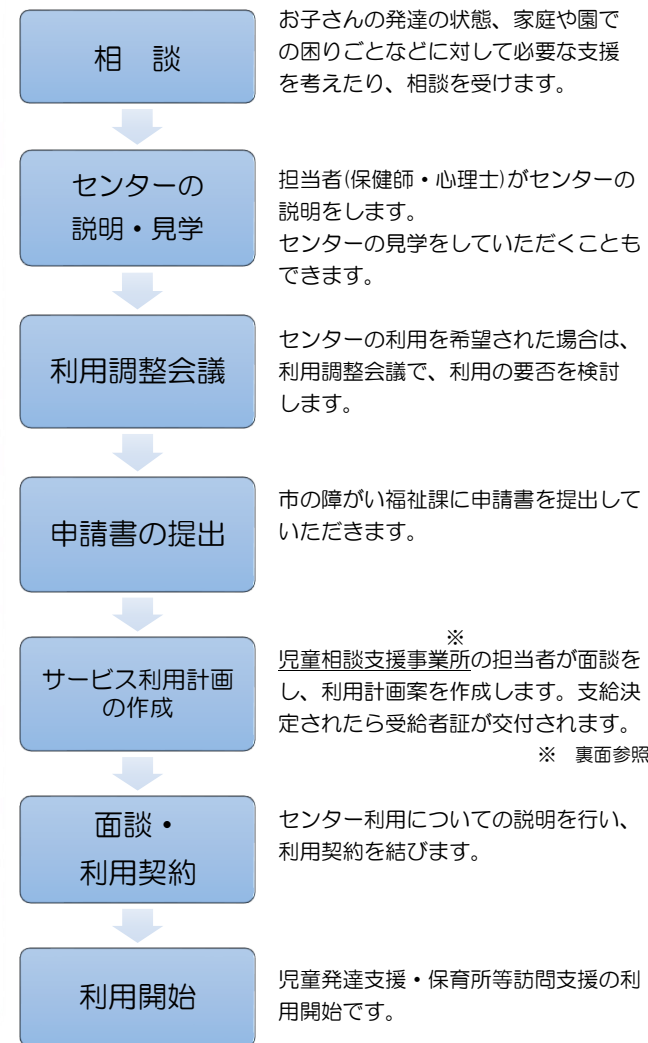 相　談
お子さんの発達の状態、家庭や園で
の困りごとなどに対して必要な支援
を考えたり、相談を受けます。
センターの
説明・見学
担当者(保健師・心理士)がセンターの
説明をします。
センターの見学をしていただくことも
できます。
利用調整会議
センターの利用を希望された場合は、
利用調整会議で、利用の要否を検討
します。
申請書の提出
市の障がい福祉課に申請書を提出して
いただきます。
サービス利用計画
の作成
※
児童相談支援事業所の担当者が面談を
し、利用計画案を作成します。支給決
定されたら受給者証が交付されます。
※　裏面参照
面談・
利用契約
センター利用についての説明を行い、
利用契約を結びます。
利用開始
児童発達支援・保育所等訪問支援の利
用開始です。